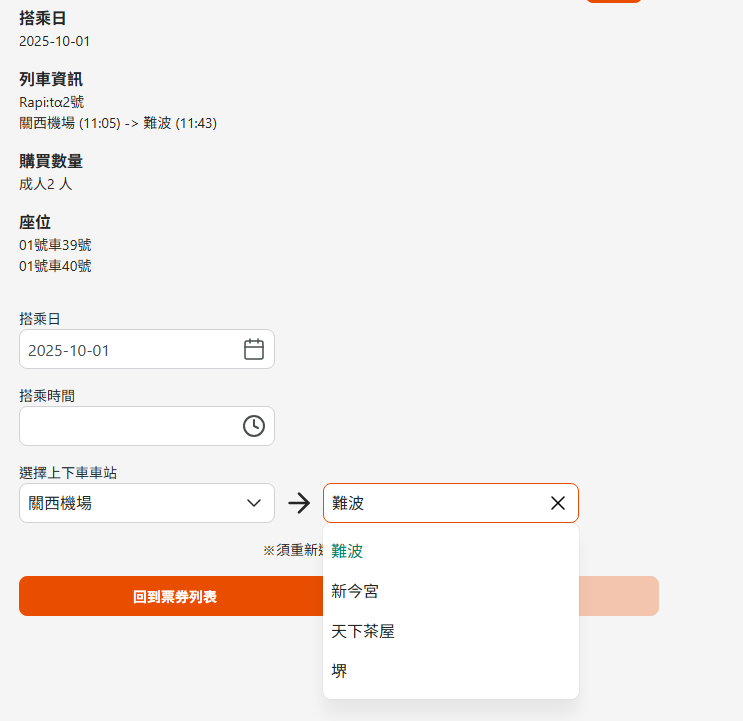 搭乘日
2025-10-01
列車資訊
Rapi:tα2號
關西機場 (11:05) -> 難波 (11:43)
購買數量
成人2 人
座位
01號車39號
01號車40號
搭乘日
2025-10-01
搭乘時間
選擇上下車車站
關西機場
難波
※須重新
難波
新今宮
天下茶屋
堺
回到票券列表